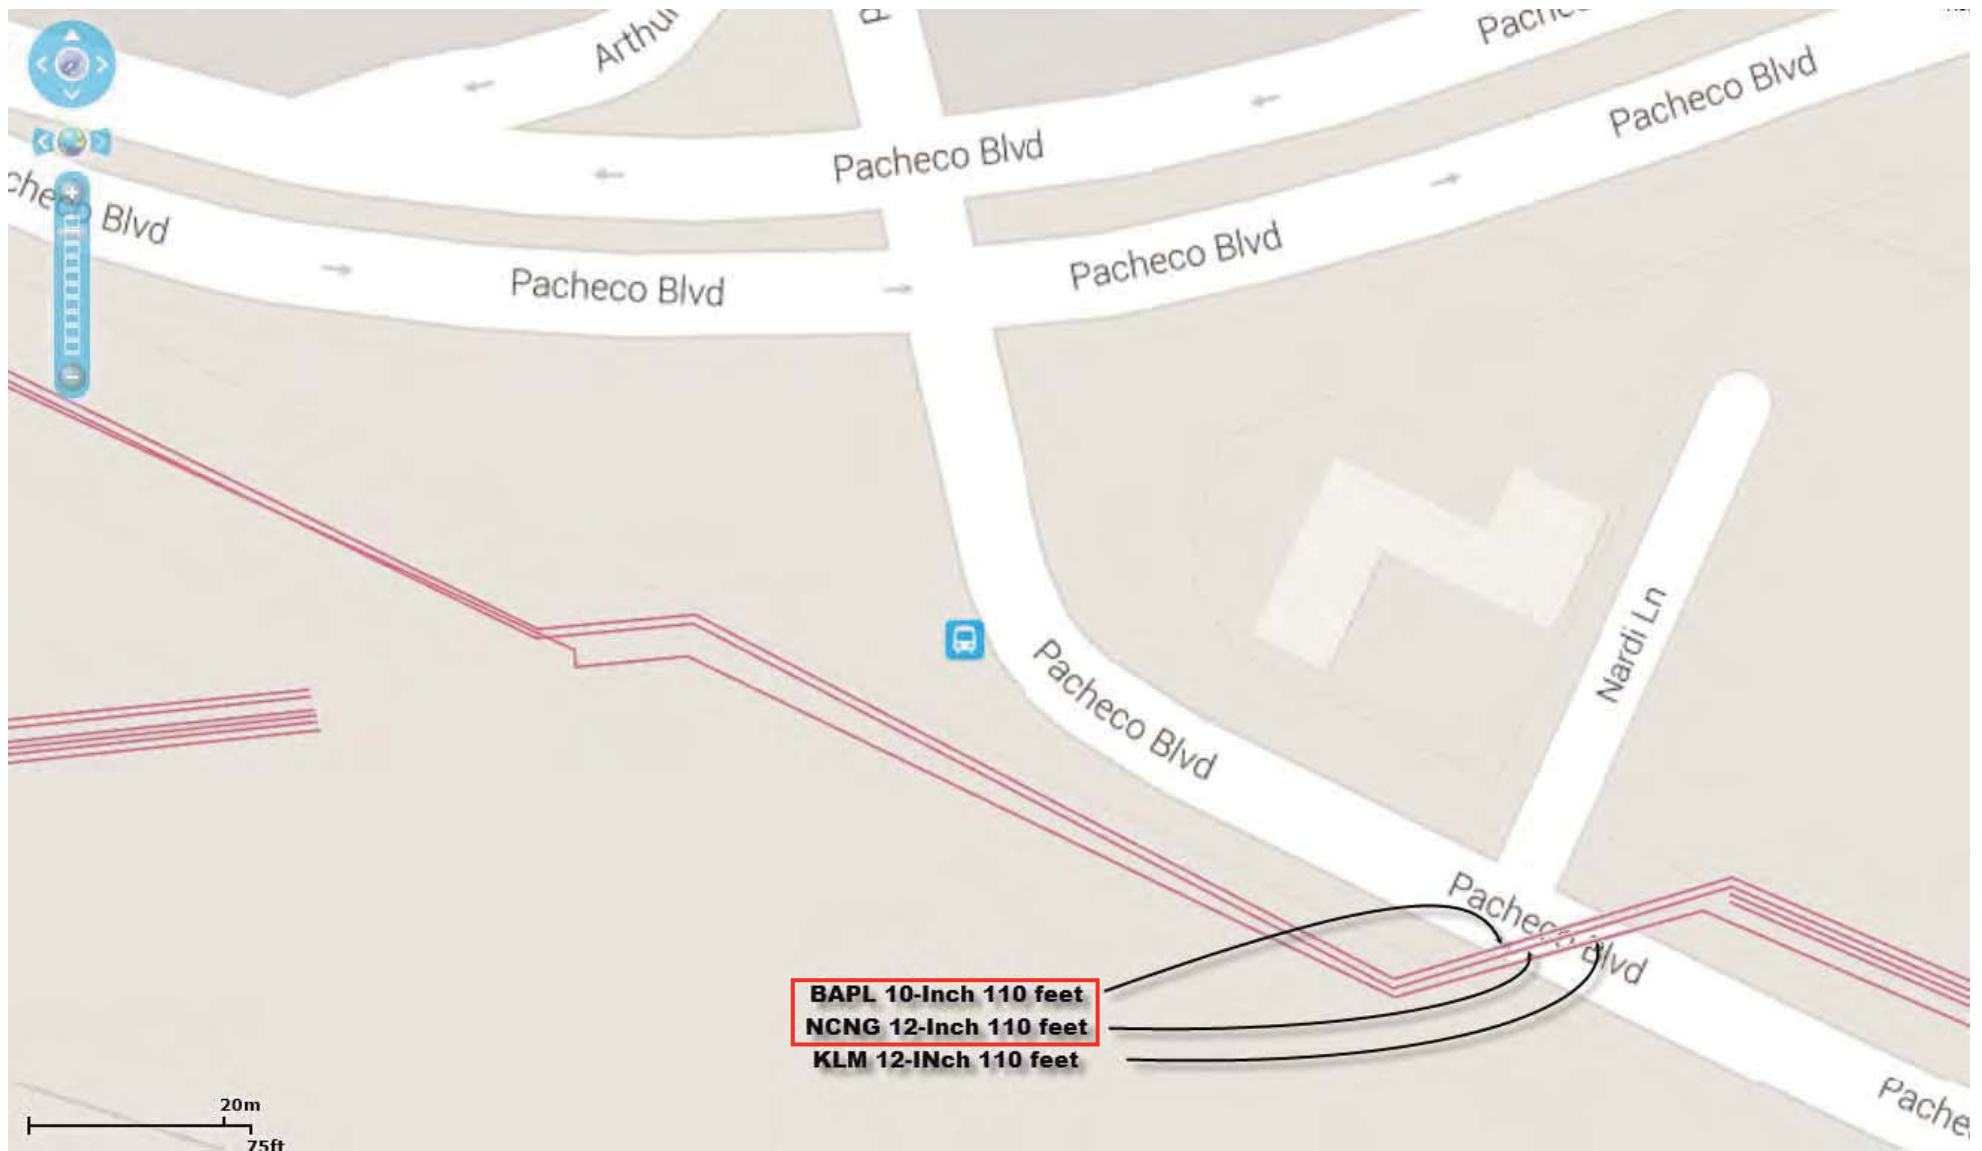 Arthur
Pacheco Blvd
Pacheco Blvd
Blvd
Pacheco Blvd
Pacheco Blvd
Nardi Ln
Pacheco Blvd
Pacheco Blvd
BAPL 10-Inch 110 feet
NCNG 12-Inch 110 feet
KLM 12-INch 110 feet
20m
75ft